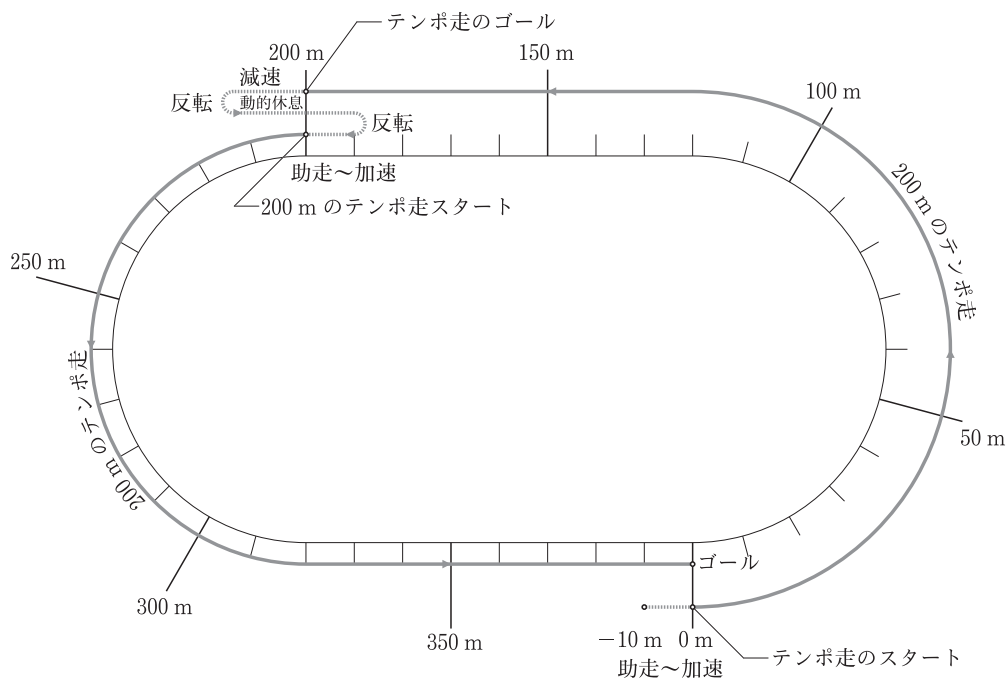 テンポ走のゴール
200 m
150 m
減速
反転
動的休息
反転
100 m
助走～加速
200 m のテンポ走スタート
200 m のテンポ走
250 m
200 m のテンポ走
50 m
ゴール
300 m
350 m
－10 m
0 m
助走～加速
テンポ走のスタート